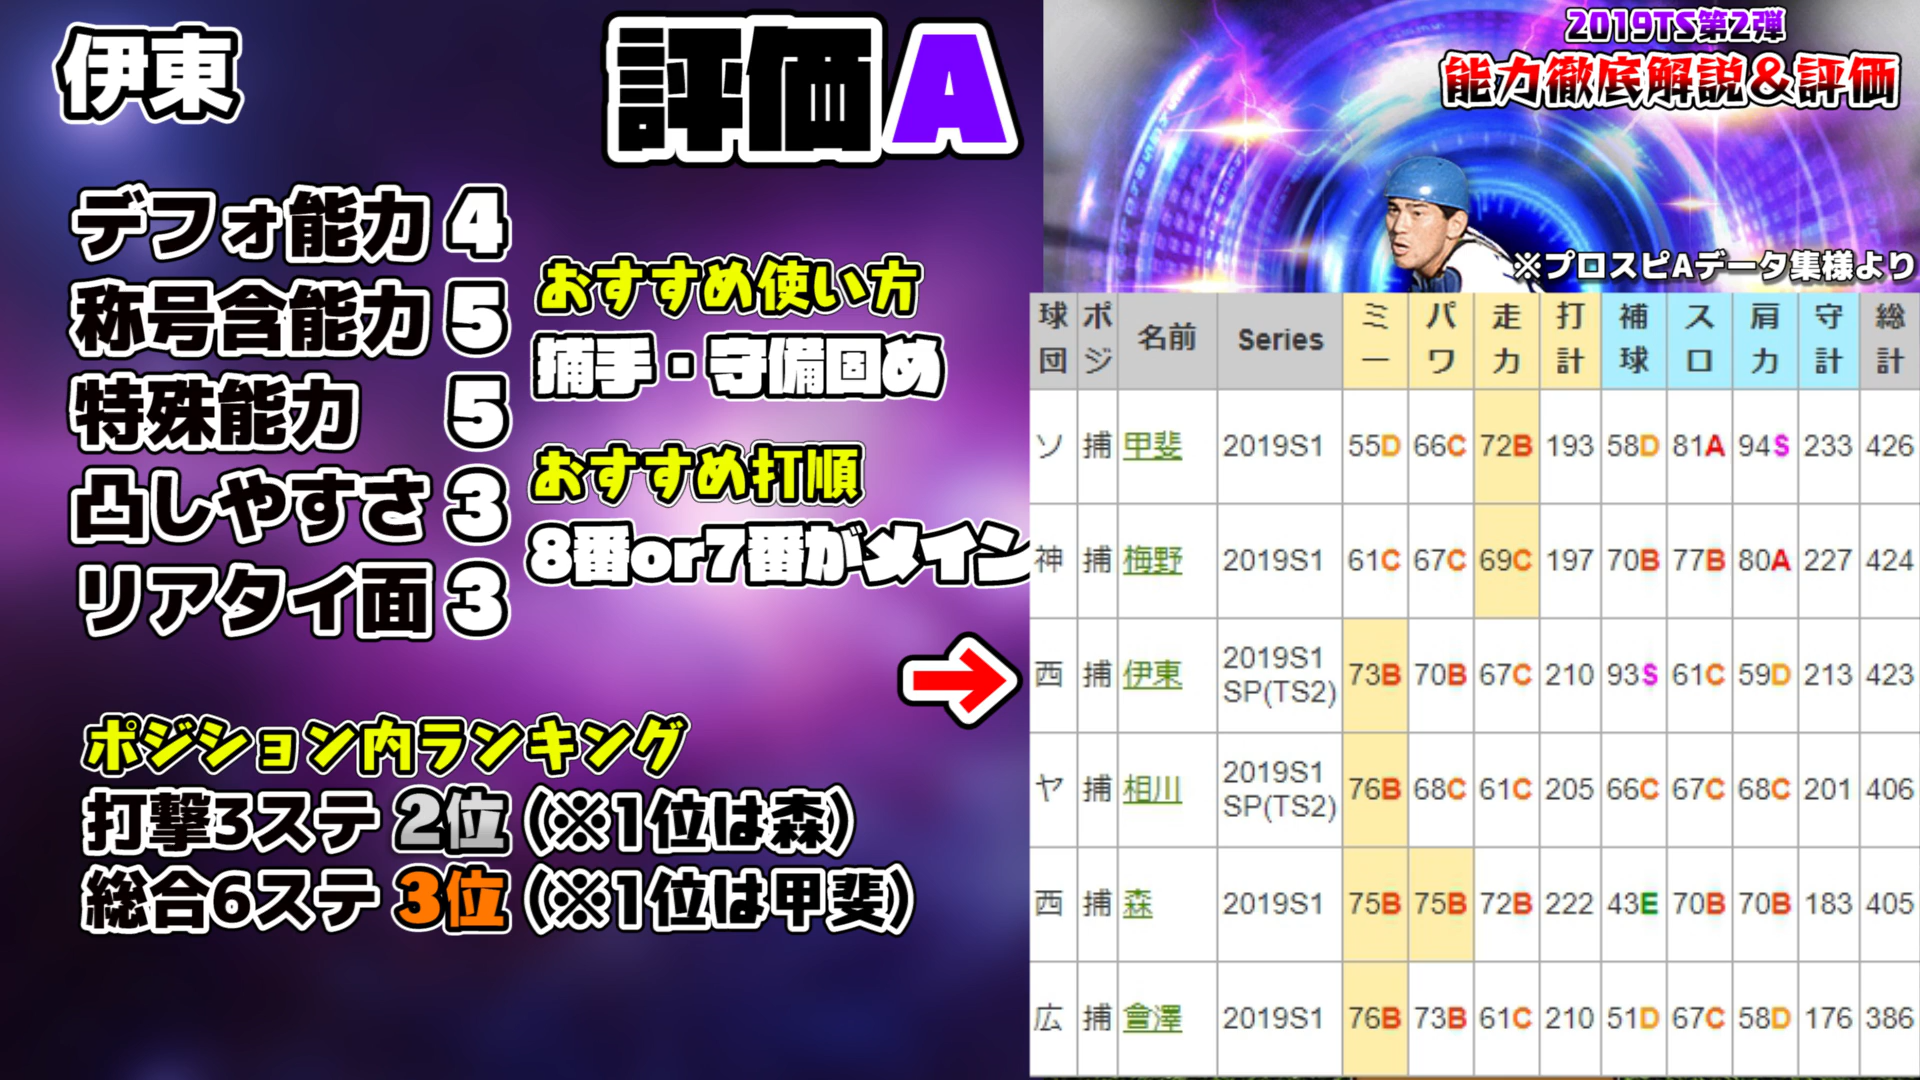 伊東
評価A
デフォ能力 4
称号含能力 5
特殊能力 5
凸しやすさ 3
リアタイ面 3
おすすめ使い方
捕手・守備固め
おすすめ打順
8番or7番がメイン
ポジション内ランキング
打撃3ステ 2位 (※1位は森)
総合6ステ 3位 (※1位は甲斐)
2019TS第2弾
能力徹底解説&評価
※プロスピAデータ集様より
球団 ポジ 名前 Series ミー パワ 走力 打計 捕球 スロ 肩力 守計 総計
ソ 捕 甲斐 2019S1 55D 66C 72B 193 58D 81A 94S 233 426
神 捕 梅野 2019S1 61C 67C 69C 197 70B 77B 80A 227 424
西 捕 伊東 2019S1 SP(TS2) 73B 70B 67C 210 93S 61C 59D 213 423
ヤ 捕 相川 2019S1 SP(TS2) 76B 68C 61C 205 66C 67C 68C 201 406
西 捕 森 2019S1 75B 75B 72B 222 43E 70B 70B 183 405
広 捕 會澤 2019S1 76B 73B 61C 210 51D 67C 58D 176 386